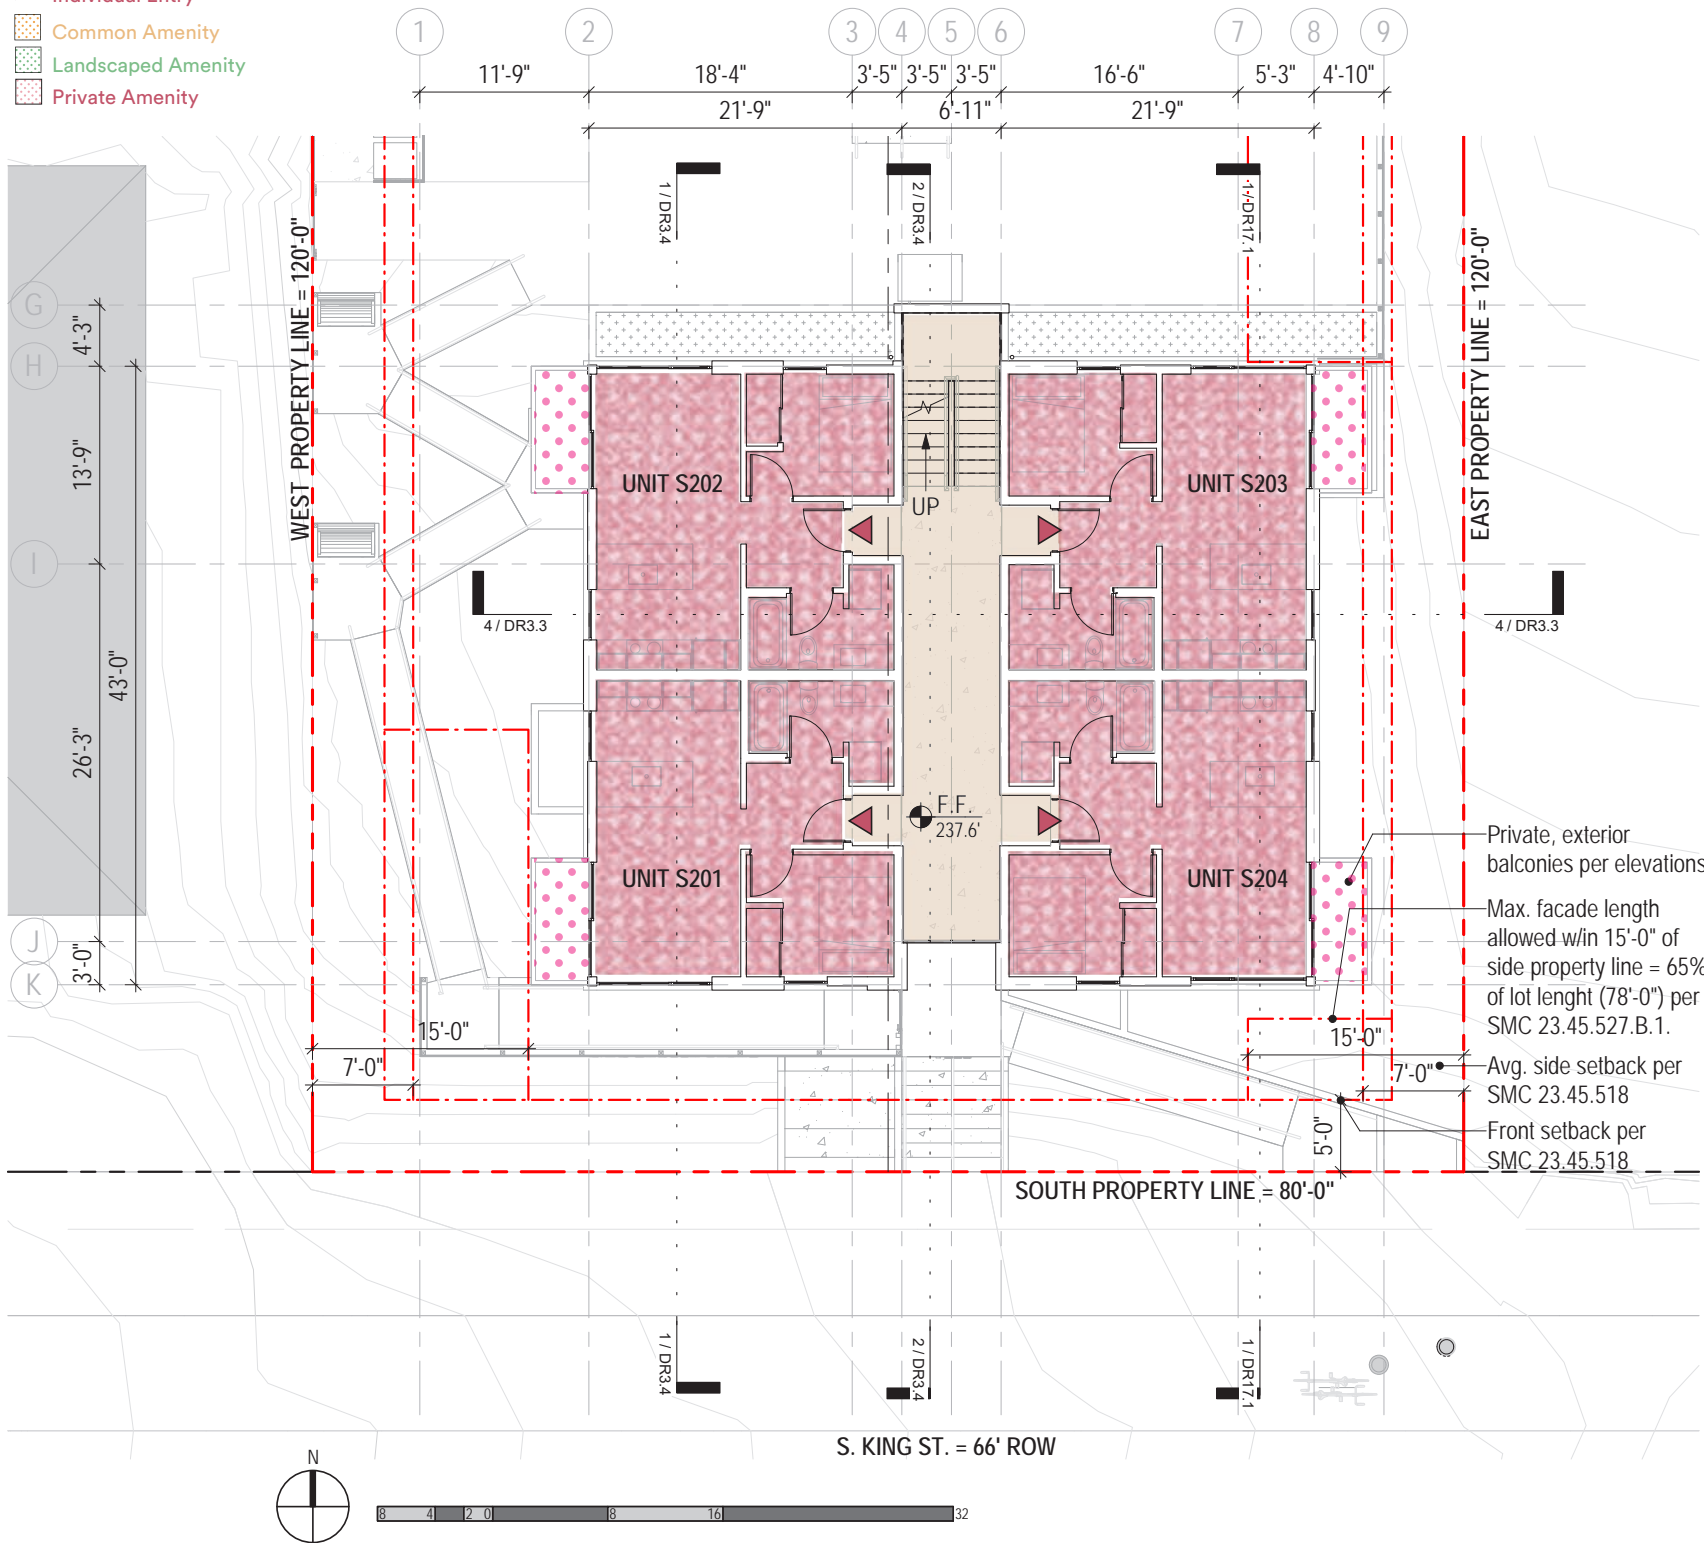 Individual Entry
Common Amenity
Landscaped Amenity
Private Amenity
1
2
3
4
5
6
7
8
9
11'-9"
18'-4"
3'-5"
3'-5"
3'-5"
16'-6"
5'-3"
4'-10"
21'-9"
6'-11"
21'-9"
1 / DR3.4
2 / DR3.4
1 / DR17.1
WEST PROPERTY LINE = 120'-0"
EAST PROPERTY LINE = 120'-0"
G
H
I
J
K
4'-3"
13'-9"
43'-0"
26'-3"
3'-0"
UNIT S202
UNIT S203
UP
4 / DR3.3
4 / DR3.3
F.F.
237.6'
UNIT S201
UNIT S204
Private, exterior
balconies per elevations
Max. facade length
allowed w/in 15'-0" of
side property line = 65%
of lot lenght (78'-0") per
SMC 23.45.527.B.1.
15'-0"
15'-0"
7'-0"
7'-0"
Avg. side setback per
SMC 23.45.518
5'-0"
Front setback per
SMC 23.45.518
SOUTH PROPERTY LINE = 80'-0"
1 / DR3.4
2 / DR3.4
1 / DR17.1
S. KING ST. = 66' ROW
N
8 4 2 0 8 16 32